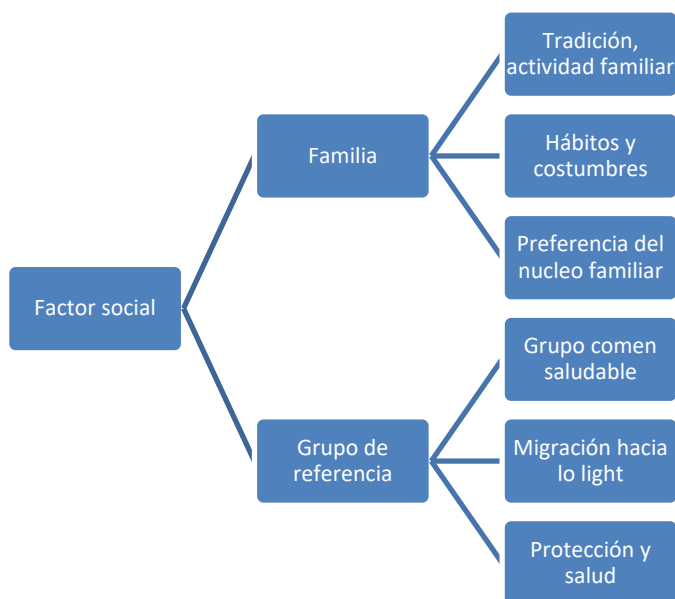 Factor social
Familia
Tradición,
actividad familiar
Hábitos y
costumbres
Preferencia del
nucleo familiar
Grupo de
referencia
Grupo comen
saludable
Migración hacia
lo light
Protección y
salud